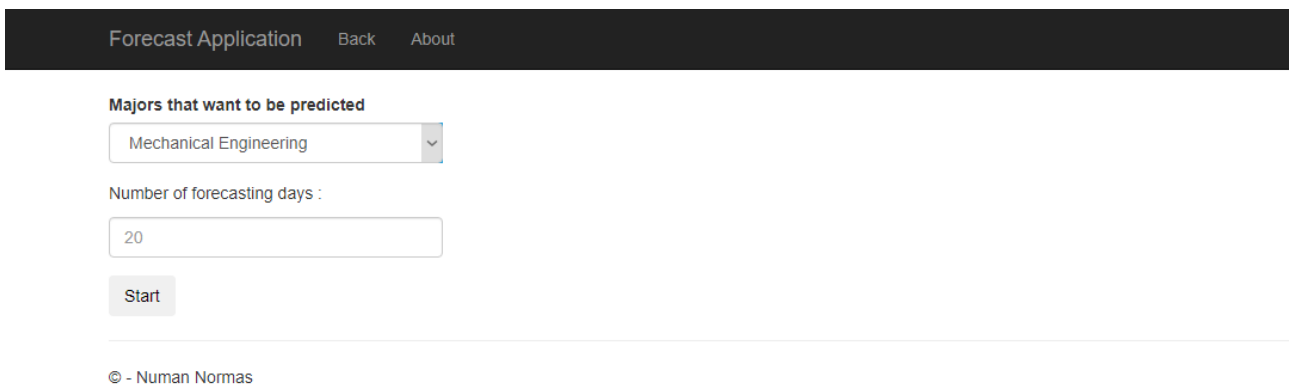 Forecast Application Back About
Majors that want to be predicted
Mechanical Engineering
Number of forecasting days :
20
Start
© - Numan Normas